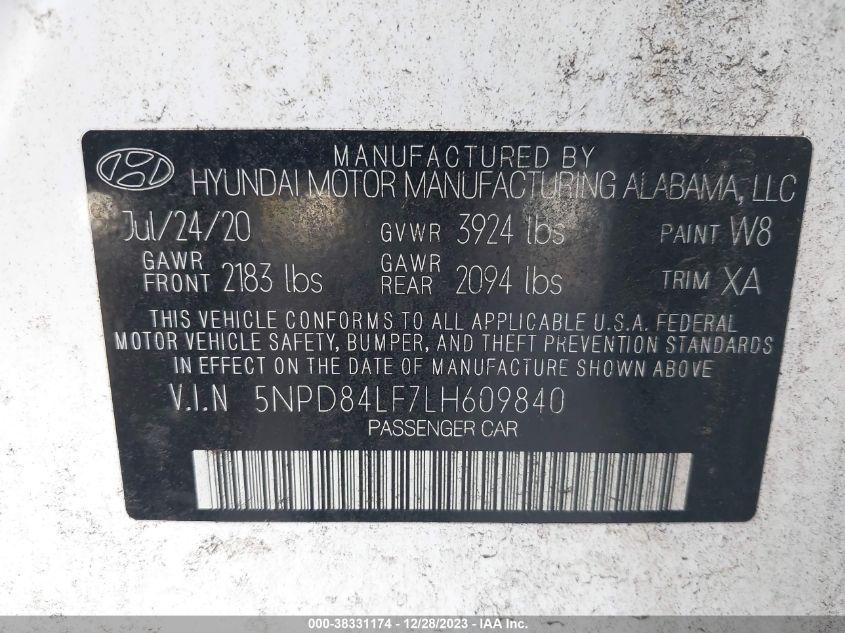 MANUFACTURED BY
HYUNDAI MOTOR MANUFACTURING ALABAMA, LLC
Jul/24/20 GVWR 3924 lbs PAINT W8
GAWR FRONT 2183 lbs GAWR REAR 2094 lbs TRIM XA
THIS VEHICLE CONFORMS TO ALL APPLICABLE U.S.A. FEDERAL
MOTOR VEHICLE SAFETY, BUMPER, AND THEFT PREVENTION STANDARDS
IN EFFECT ON THE DATE OF MANUFACTURE SHOWN ABOVE
V.I.N 5NPD84LF7LH609840
PASSENGER CAR
000-38331174 - 12/28/2023 - IAA Inc.